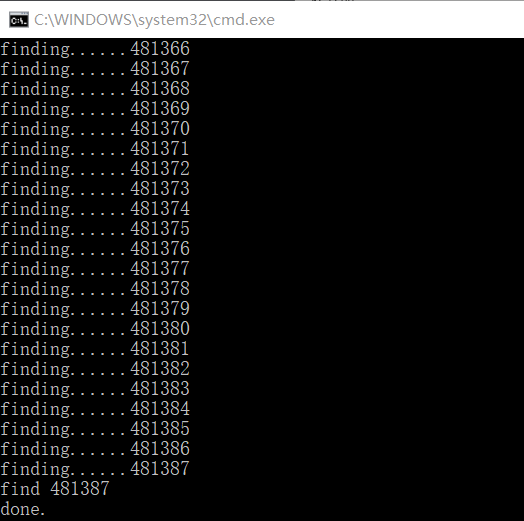 C:\WINDOWS\system32\cmd.exe
finding......481366
finding......481367
finding......481368
finding......481369
finding......481370
finding......481371
finding......481372
finding......481373
finding......481374
finding......481375
finding......481376
finding......481377
finding......481378
finding......481379
finding......481380
finding......481381
finding......481382
finding......481383
finding......481384
finding......481385
finding......481386
finding......481387
find 481387
done.